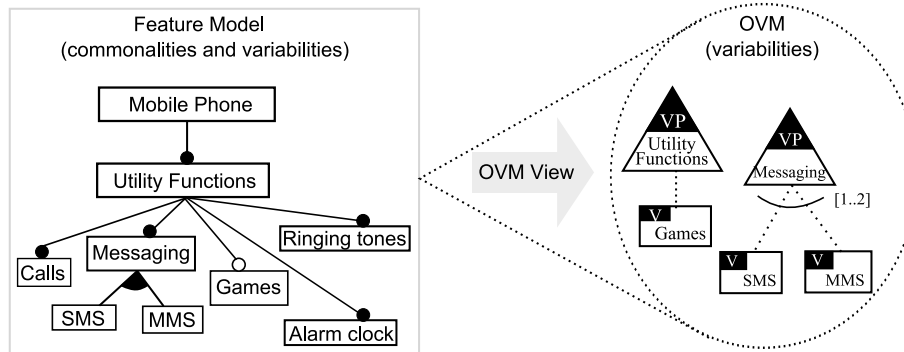 Feature Model
(commonalities and variabilities)
Mobile Phone
Utility Functions
Calls
Messaging
Games
Ringing tones
SMS
MMS
Alarm clock
OVM View
OVM
(variabilities)
VP
Utility
Functions
VP
Messaging
[1..2]
V
Games
V
SMS
V
MMS